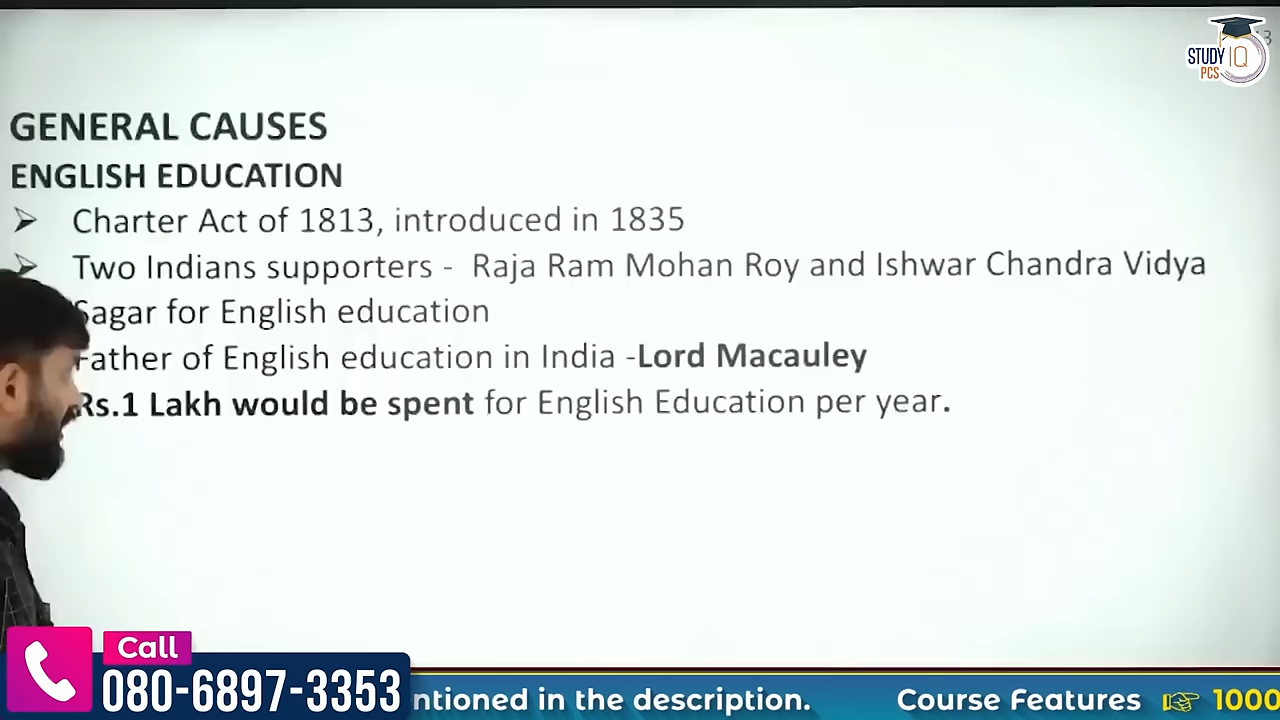 STUDY IQ
PCS
3
GENERAL CAUSES
ENGLISH EDUCATION
➢ Charter Act of 1813, introduced in 1835
➢ Two Indians supporters - Raja Ram Mohan Roy and Ishwar Chandra Vidya
Sagar for English education
Father of English education in India -Lord Macauley
Rs.1 Lakh would be spent for English Education per year.
Call
080-6897-3353
ntioned in the description. Course Features 1000